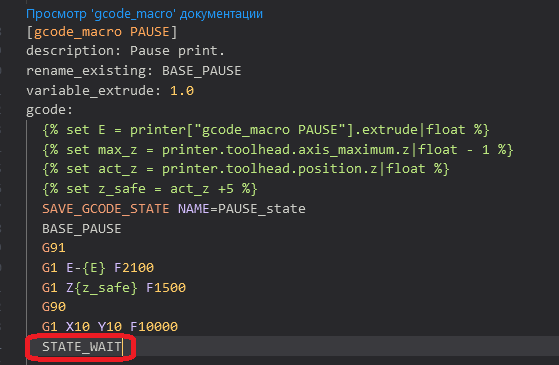 Просмотр 'gcode_macro' документации
[gcode_macro PAUSE]
description: Pause print.
rename_existing: BASE_PAUSE
variable_extrude: 1.0
gcode:
{% set E = printer["gcode_macro PAUSE"].extrude|float %}
{% set max_z = printer.toolhead.axis_maximum.z|float - 1 %}
{% set act_z = printer.toolhead.position.z|float %}
{% set z_safe = act_z +5 %}
SAVE_GCODE_STATE NAME=PAUSE_state
BASE_PAUSE
G91
G1 E-{E} F2100
G1 Z{z_safe} F1500
G90
G1 X10 Y10 F10000
STATE_WAIT